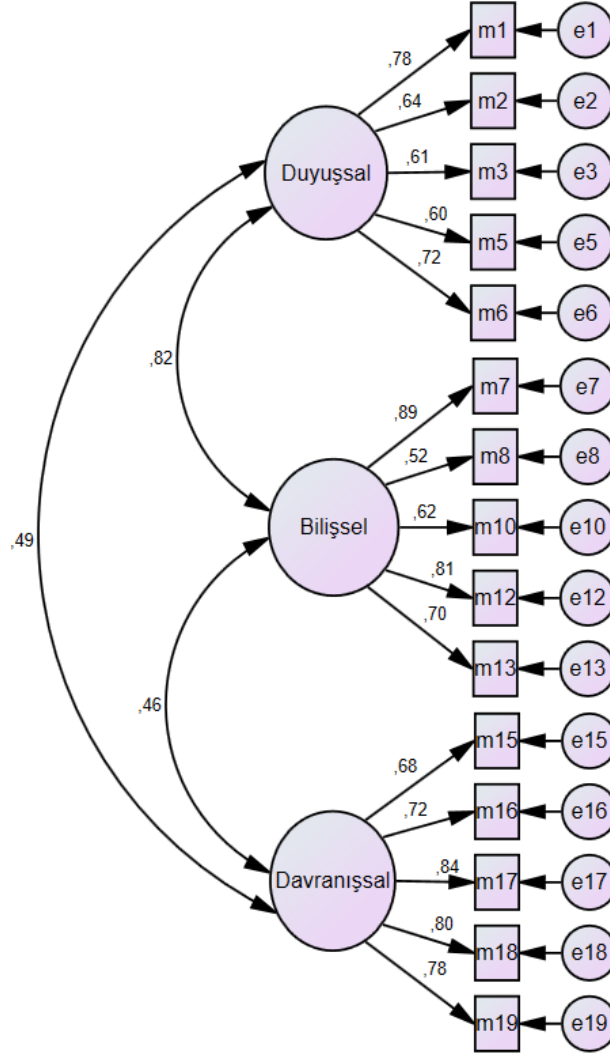 m1 e1
,78
m2 e2
,64
Duyuşsal
,61
m3 e3
,60
m5 e5
,72
m6 e6
,82
m7 e7
,89
m8 e8
,52
Bilişsel
,62
m10 e10
,49
,81
m12 e12
,70
m13 e13
,46
m15 e15
,68
m16 e16
,72
Davranışsal
,84
m17 e17
,80
m18 e18
,78
m19 e19